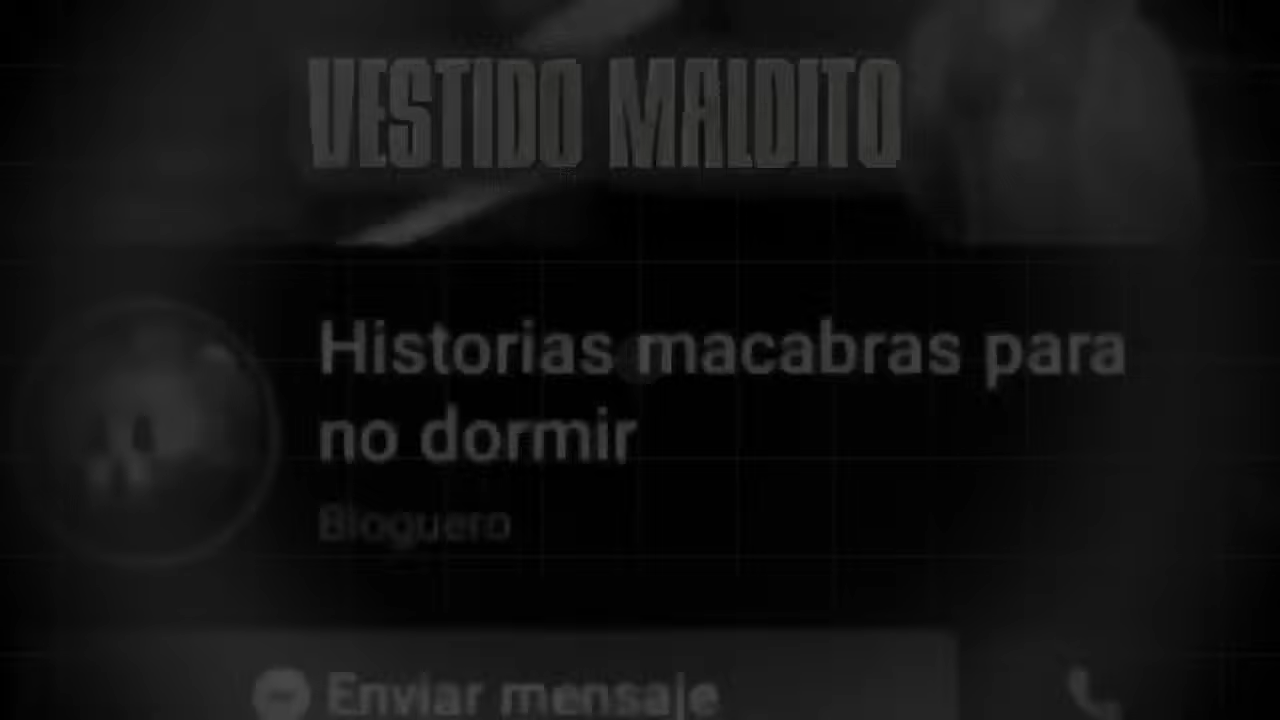 VESTIDO MALDITO
Historias macabras para
no dormir
Bloguero
Enviar mensaje